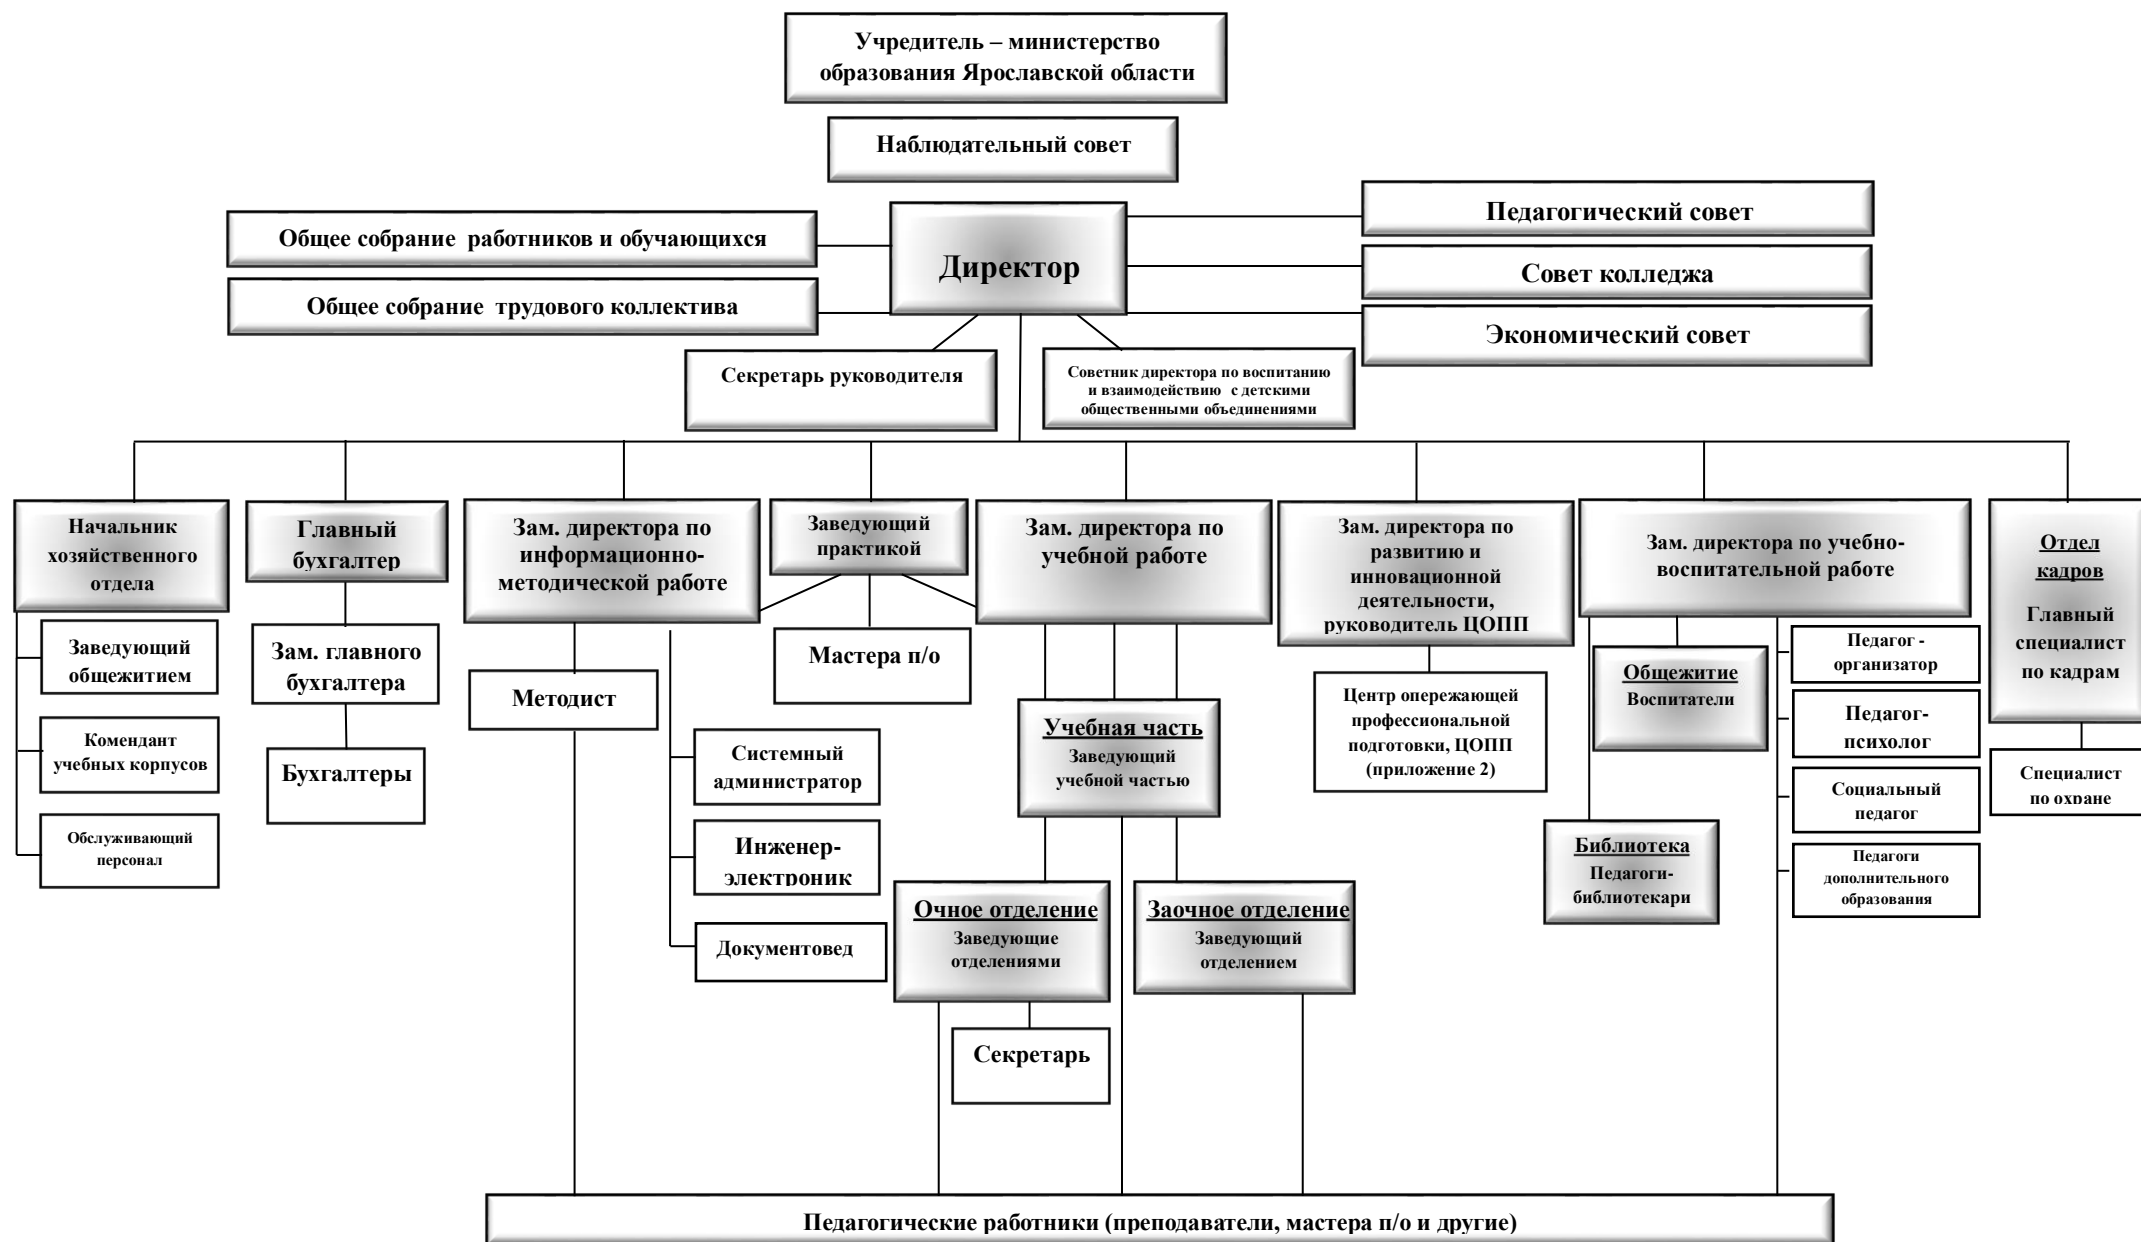 Учредитель – министерство
образования Ярославской области
Наблюдательный совет
Общее собрание  работников и обучающихся
Общее собрание  трудового коллектива
Директор
Педагогический совет
Совет колледжа
Экономический совет
Секретарь руководителя
Советник директора по воспитанию
и взаимодействию  с детскими
общественными объединениями
Начальник
хозяйственного
отдела
Главный
бухгалтер
Зам. директора по
информационно-
методической работе
Заведующий
практикой
Зам. директора по
учебной работе
Зам. директора по
развитию и
инновационной
деятельности,
руководитель ЦОПП
Зам. директора по учебно-
воспитательной работе
Отдел
кадров
Главный
специалист
по кадрам
Заведующий
общежитием
Комендант
учебных корпусов
Обслуживающий
персонал
Зам. главного
бухгалтера
Бухгалтеры
Методист
Системный
администратор
Инженер-
электроник
Документовед
Мастера п/о
Учебная часть
Заведующий
учебной частью
Очное отделение
Заведующие
отделениями
Заочное отделение
Заведующий
отделением
Секретарь
Центр опережающей
профессиональной
подготовки, ЦОПП
(приложение 2)
Общежитие
Воспитатели
Библиотека
Педагоги-
библиотекари
Педагог -
организатор
Педагог-
психолог
Социальный
педагог
Педагоги
дополнительного
образования
Специалист
по охране
Педагогические работники (преподаватели, мастера п/о и другие)